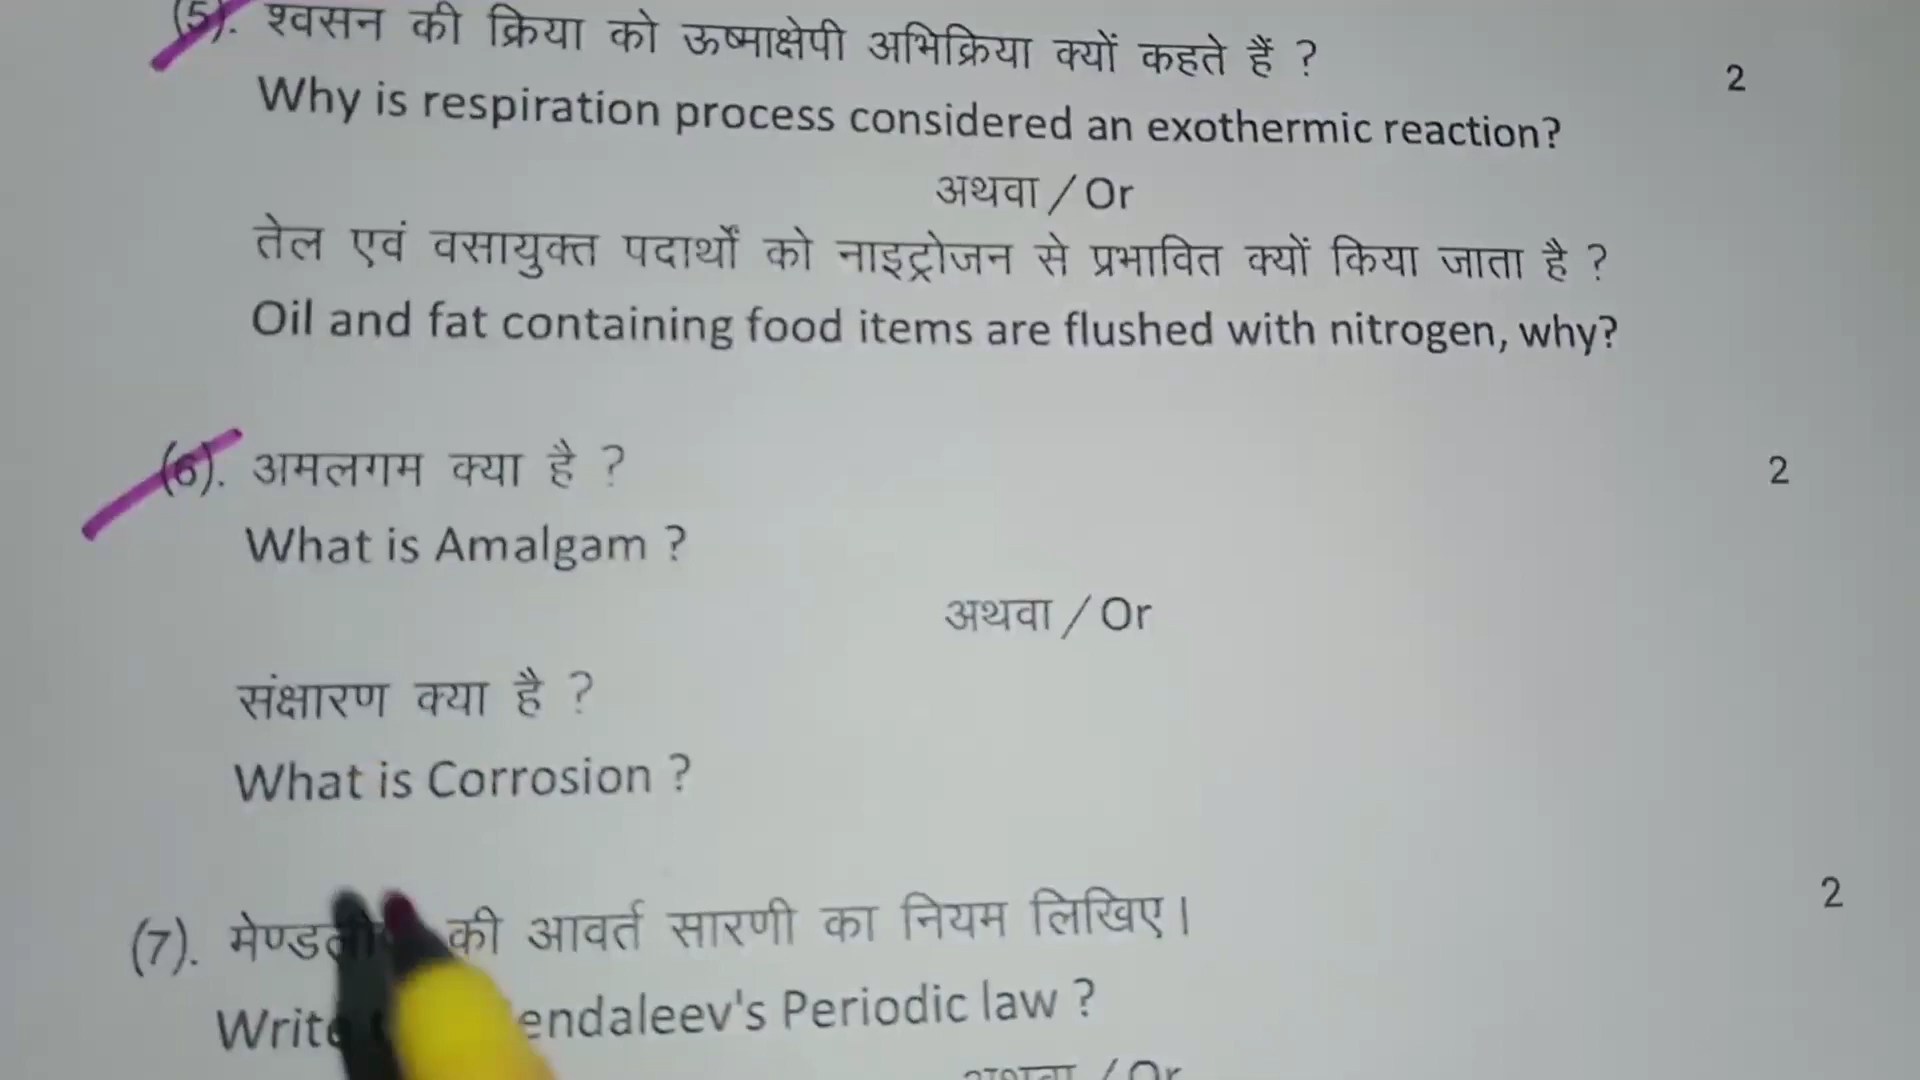 (5). श्वसन की क्रिया को ऊष्माक्षेपी अभिक्रिया क्यों कहते हैं ? 2
Why is respiration process considered an exothermic reaction?
अथवा / Or
तेल एवं वसायुक्त पदार्थों को नाइट्रोजन से प्रभावित क्यों किया जाता है ?
Oil and fat containing food items are flushed with nitrogen, why?
(6). अमलगम क्या है ? 2
What is Amalgam ?
अथवा / Or
संक्षारण क्या है ?
What is Corrosion ?
(7). की आवर्त सारणी का नियम लिखिए। 2
endaleev's Periodic law ?
अथवा / Or